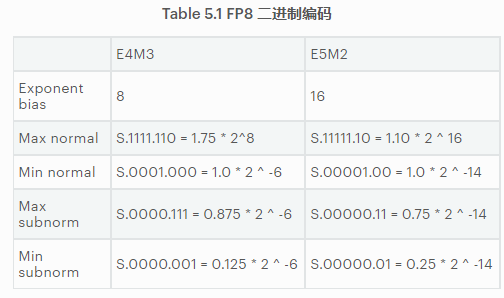 Table 5.1 FP8 二进制编码
E4M3 E5M2
Exponent
bias
8 16
Max normal S.1111.110 = 1.75 * 2^8 S.11111.10 = 1.10 * 2 ^ 16
Min normal S.0001.000 = 1.0 * 2 ^ -6 S.00001.00 = 1.0 * 2 ^ -14
Max
subnorm
S.0000.111 = 0.875 * 2 ^ -6 S.00000.11 = 0.75 * 2 ^ -14
Min
subnorm
S.0000.001 = 0.125 * 2 ^ -6 S.00000.01 = 0.25 * 2 ^ -14